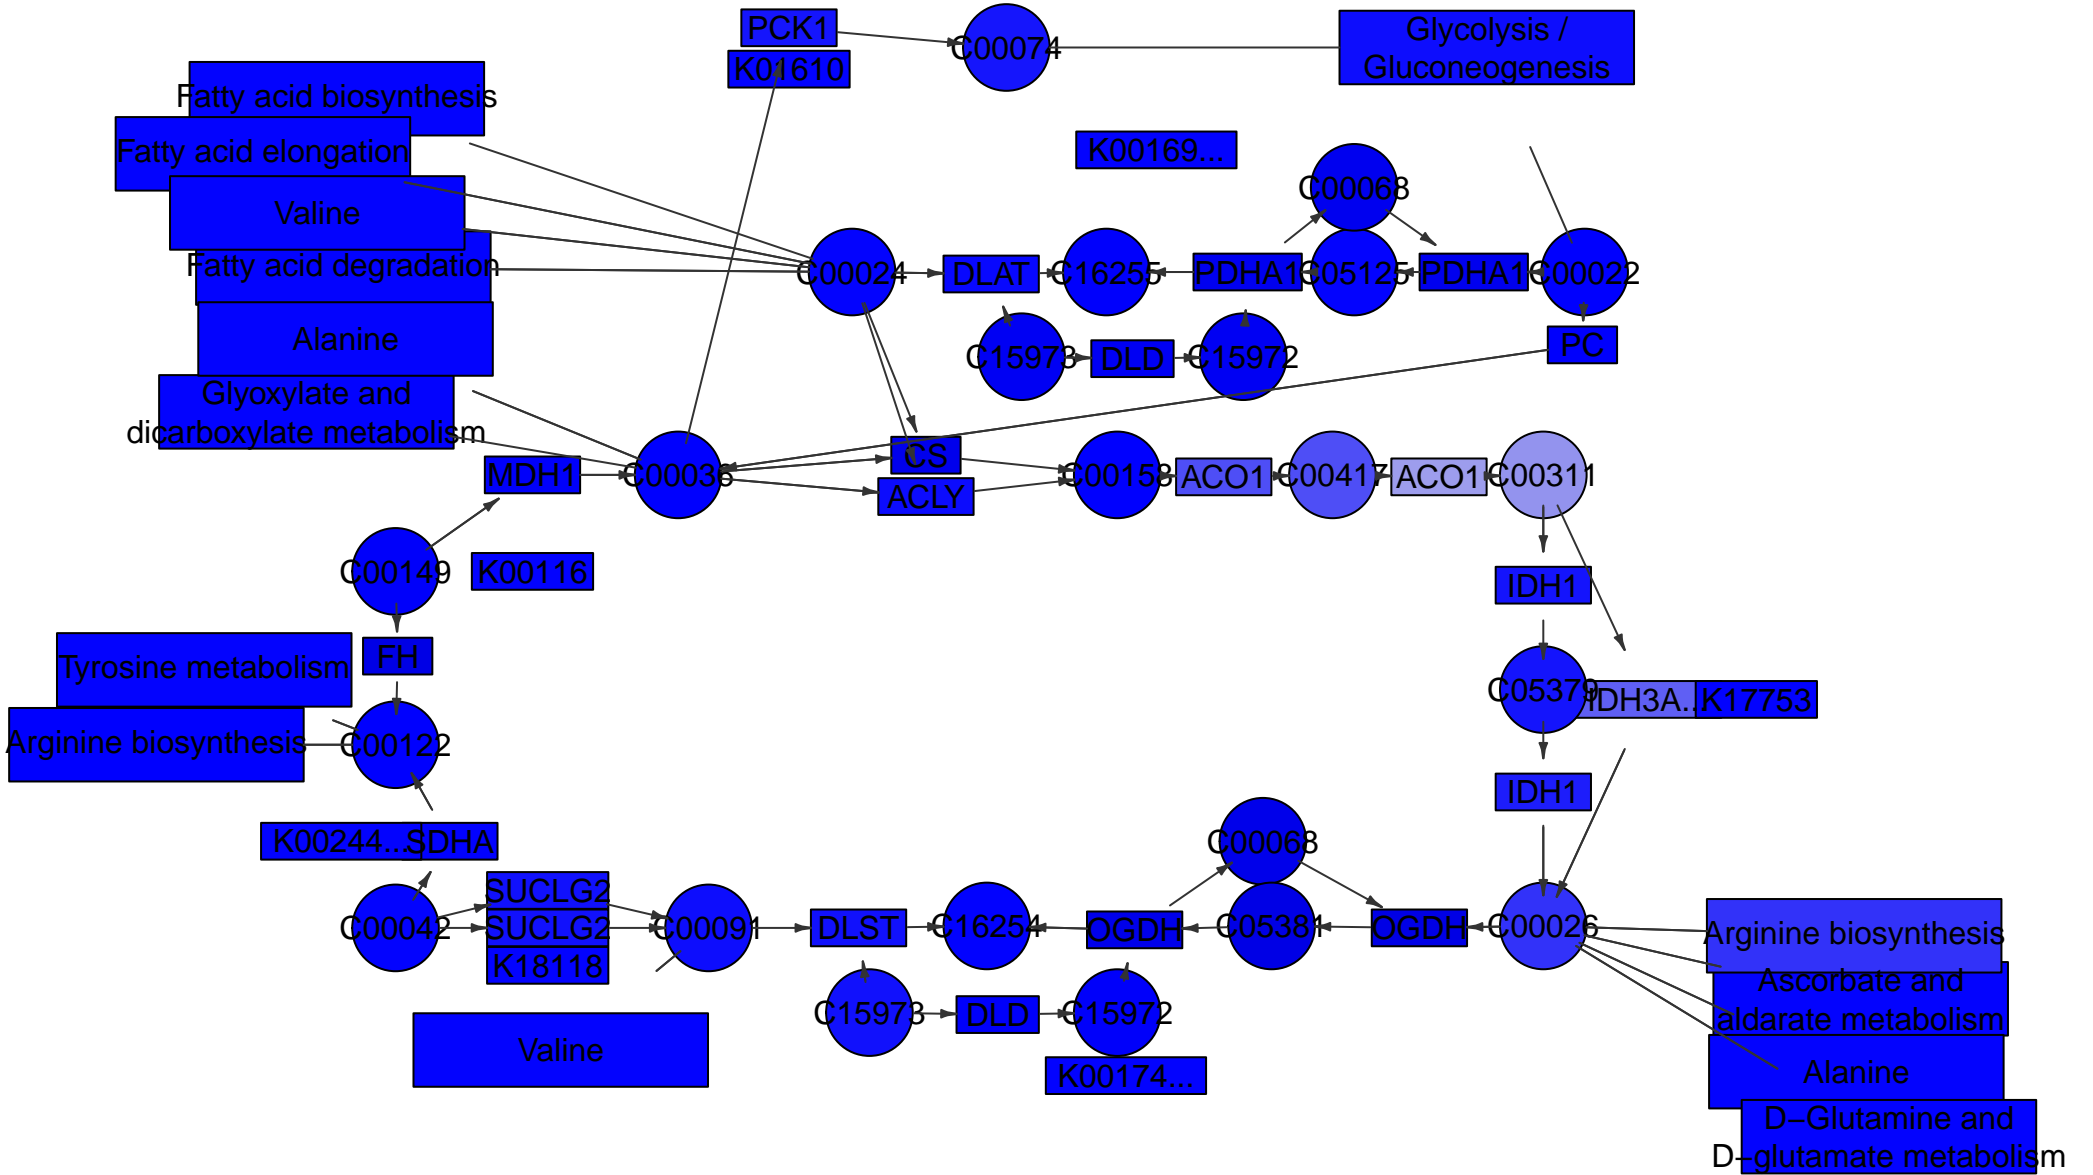 PCK1
C00074
Glycolysis /
Gluconeogenesis
K01610
Fatty acid biosynthesis
Fatty acid elongation
K00169...
C00068
Valine
Fatty acid degradation
C00024
DLAT
C16255
PDHA1
C05125
PDHA1
C00022
Alanine
C15973
DLD
C15972
PC
Glyoxylate and
dicarboxylate metabolism
MDH1
C00036
CS
ACLY
C00158
ACO1
C00417
ACO1
C00311
C00149
K00116
IDH1
FH
Tyrosine metabolism
C05379
IDH3A...
K17753
Arginine biosynthesis
C00122
IDH1
K00244...
SDHA
C00068
SUCLG2
C00042
SUCLG2
C00091
DLST
C16254
OGDH
C05381
OGDH
C00026
Arginine biosynthesis
K18118
Ascorbate and
aldarate metabolism
C15973
DLD
C15972
Valine
K00174...
Alanine
D−Glutamine and
D−glutamate metabolism